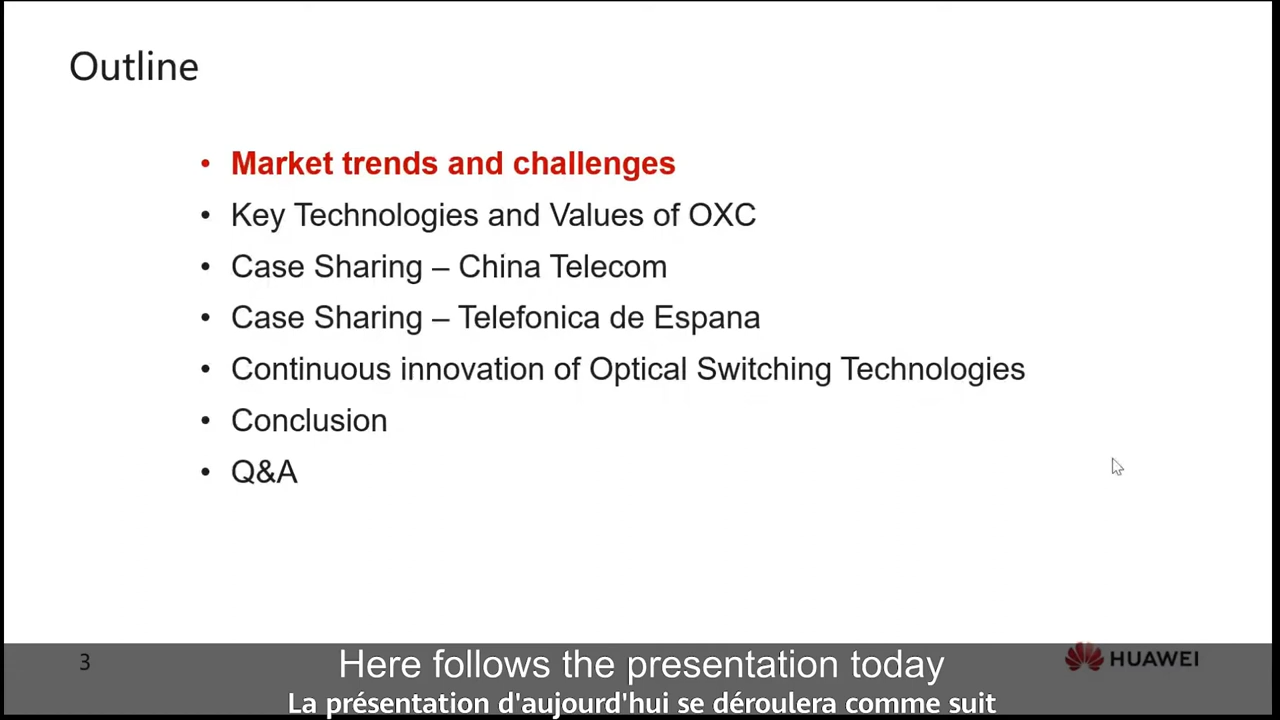 Outline
• Market trends and challenges
• Key Technologies and Values of OXC
• Case Sharing – China Telecom
• Case Sharing – Telefonica de Espana
• Continuous innovation of Optical Switching Technologies
• Conclusion
• Q&A
3
HUAWEI
Here follows the presentation today
La présentation d'aujourd'hui se déroulera comme suit